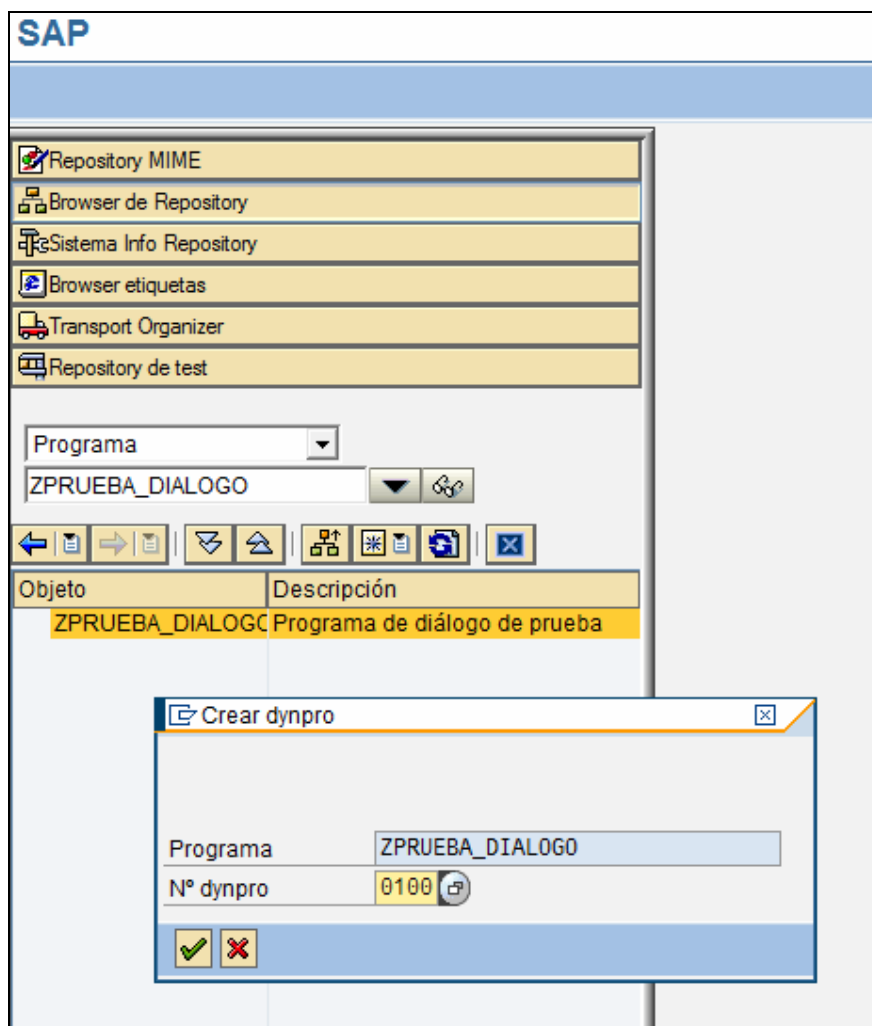 SAP
Repository MIME
Browser de Repository
Sistema Info Repository
Browser etiquetas
Transport Organizer
Repository de test
Programa
ZPRUEBA_DIALOGO
Objeto Descripción
ZPRUEBA_DIALOGO Programa de diálogo de prueba
Crear dynpro
Programa ZPRUEBA_DIALOGO
Nº dynpro 0100